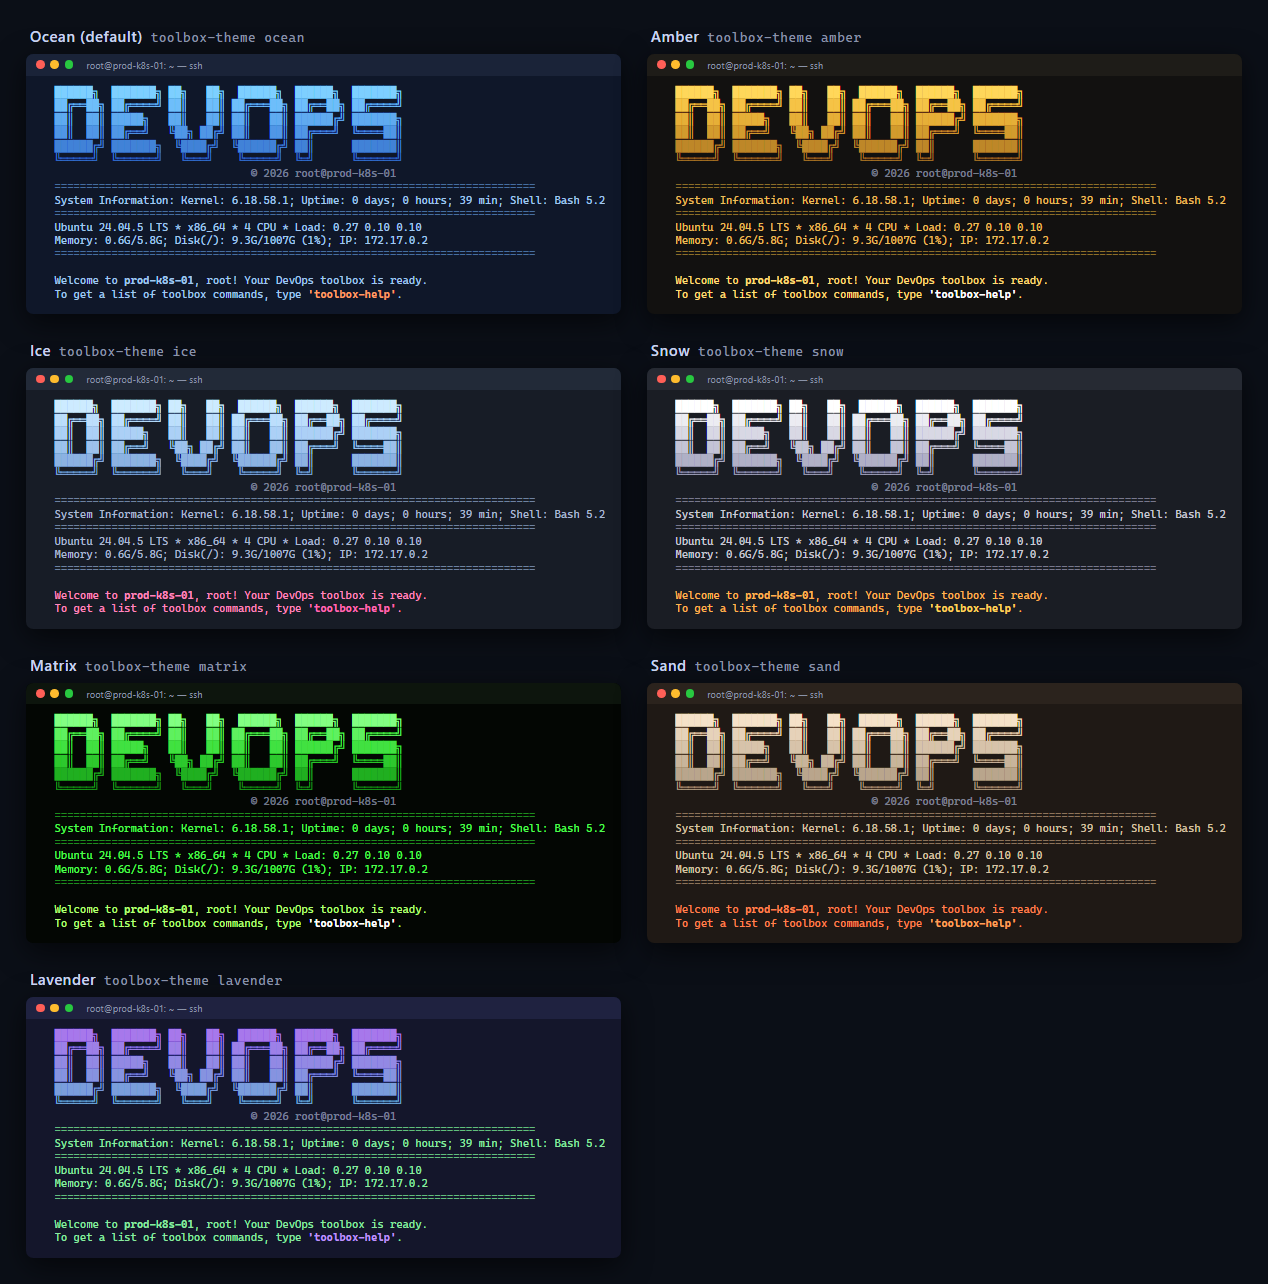 Ocean (default) toolbox-theme ocean
root@prod-k8s-01: ~ — ssh
DEVOPS
© 2026 root@prod-k8s-01
============================================================================
System Information: Kernel: 6.18.58.1; Uptime: 0 days; 0 hours; 39 min; Shell: Bash 5.2
============================================================================
Ubuntu 24.04.5 LTS * x86_64 * 4 CPU * Load: 0.27 0.10 0.10
Memory: 0.6G/5.8G; Disk(/): 9.3G/1007G (1%); IP: 172.17.0.2
============================================================================
Welcome to prod-k8s-01, root! Your DevOps toolbox is ready.
To get a list of toolbox commands, type 'toolbox-help'.
Amber toolbox-theme amber
root@prod-k8s-01: ~ — ssh
DEVOPS
© 2026 root@prod-k8s-01
============================================================================
System Information: Kernel: 6.18.58.1; Uptime: 0 days; 0 hours; 39 min; Shell: Bash 5.2
============================================================================
Ubuntu 24.04.5 LTS * x86_64 * 4 CPU * Load: 0.27 0.10 0.10
Memory: 0.6G/5.8G; Disk(/): 9.3G/1007G (1%); IP: 172.17.0.2
============================================================================
Welcome to prod-k8s-01, root! Your DevOps toolbox is ready.
To get a list of toolbox commands, type 'toolbox-help'.
Ice toolbox-theme ice
root@prod-k8s-01: ~ — ssh
DEVOPS
© 2026 root@prod-k8s-01
============================================================================
System Information: Kernel: 6.18.58.1; Uptime: 0 days; 0 hours; 39 min; Shell: Bash 5.2
============================================================================
Ubuntu 24.04.5 LTS * x86_64 * 4 CPU * Load: 0.27 0.10 0.10
Memory: 0.6G/5.8G; Disk(/): 9.3G/1007G (1%); IP: 172.17.0.2
============================================================================
Welcome to prod-k8s-01, root! Your DevOps toolbox is ready.
To get a list of toolbox commands, type 'toolbox-help'.
Snow toolbox-theme snow
root@prod-k8s-01: ~ — ssh
DEVOPS
© 2026 root@prod-k8s-01
============================================================================
System Information: Kernel: 6.18.58.1; Uptime: 0 days; 0 hours; 39 min; Shell: Bash 5.2
============================================================================
Ubuntu 24.04.5 LTS * x86_64 * 4 CPU * Load: 0.27 0.10 0.10
Memory: 0.6G/5.8G; Disk(/): 9.3G/1007G (1%); IP: 172.17.0.2
============================================================================
Welcome to prod-k8s-01, root! Your DevOps toolbox is ready.
To get a list of toolbox commands, type 'toolbox-help'.
Matrix toolbox-theme matrix
root@prod-k8s-01: ~ — ssh
DEVOPS
© 2026 root@prod-k8s-01
============================================================================
System Information: Kernel: 6.18.58.1; Uptime: 0 days; 0 hours; 39 min; Shell: Bash 5.2
============================================================================
Ubuntu 24.04.5 LTS * x86_64 * 4 CPU * Load: 0.27 0.10 0.10
Memory: 0.6G/5.8G; Disk(/): 9.3G/1007G (1%); IP: 172.17.0.2
============================================================================
Welcome to prod-k8s-01, root! Your DevOps toolbox is ready.
To get a list of toolbox commands, type 'toolbox-help'.
Sand toolbox-theme sand
root@prod-k8s-01: ~ — ssh
DEVOPS
© 2026 root@prod-k8s-01
============================================================================
System Information: Kernel: 6.18.58.1; Uptime: 0 days; 0 hours; 39 min; Shell: Bash 5.2
============================================================================
Ubuntu 24.04.5 LTS * x86_64 * 4 CPU * Load: 0.27 0.10 0.10
Memory: 0.6G/5.8G; Disk(/): 9.3G/1007G (1%); IP: 172.17.0.2
============================================================================
Welcome to prod-k8s-01, root! Your DevOps toolbox is ready.
To get a list of toolbox commands, type 'toolbox-help'.
Lavender toolbox-theme lavender
root@prod-k8s-01: ~ — ssh
DEVOPS
© 2026 root@prod-k8s-01
============================================================================
System Information: Kernel: 6.18.58.1; Uptime: 0 days; 0 hours; 39 min; Shell: Bash 5.2
============================================================================
Ubuntu 24.04.5 LTS * x86_64 * 4 CPU * Load: 0.27 0.10 0.10
Memory: 0.6G/5.8G; Disk(/): 9.3G/1007G (1%); IP: 172.17.0.2
============================================================================
Welcome to prod-k8s-01, root! Your DevOps toolbox is ready.
To get a list of toolbox commands, type 'toolbox-help'.